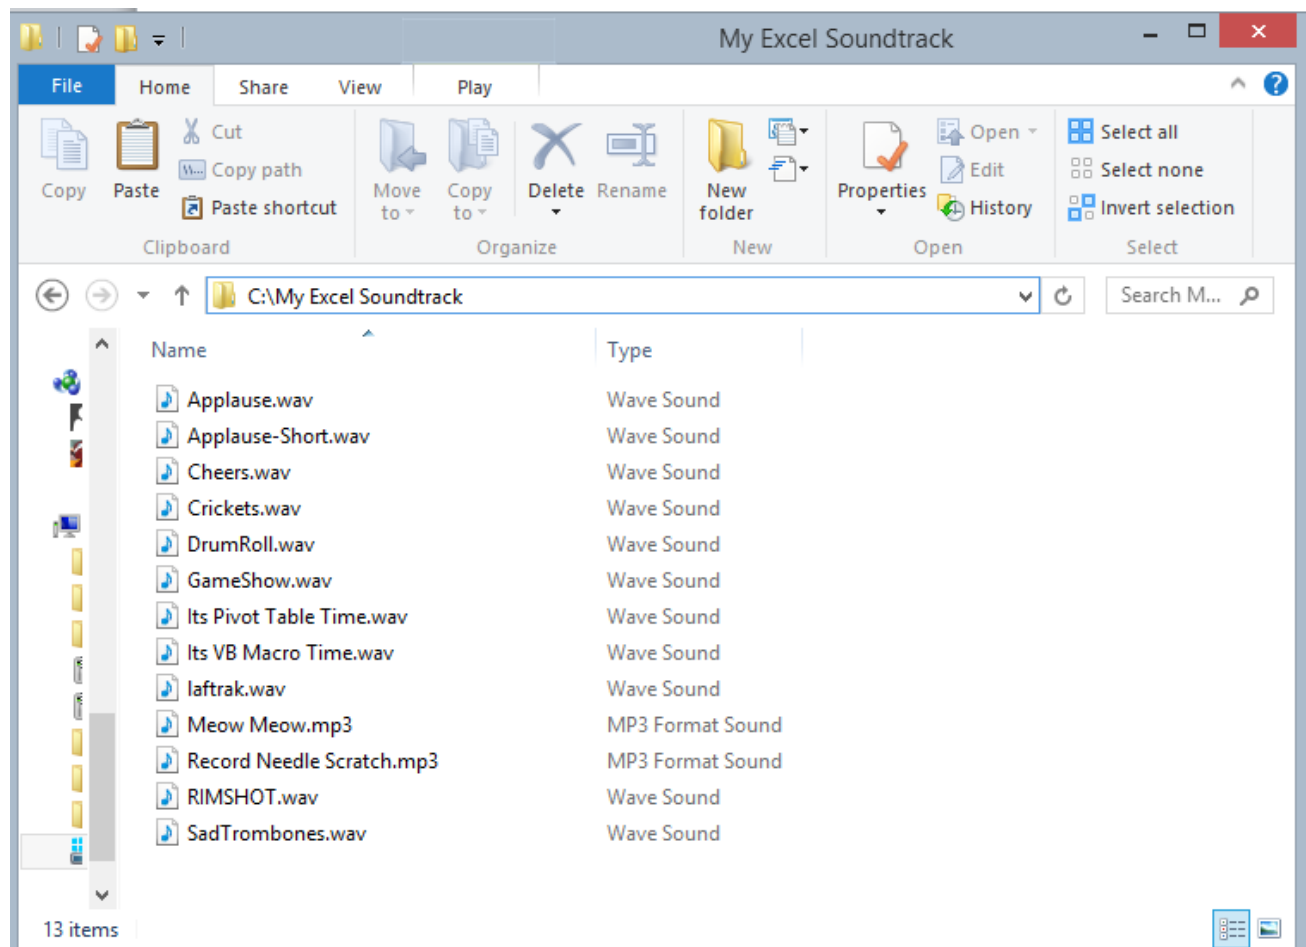 My Excel Soundtrack
File Home Share View Play
Copy
Paste
Cut
Copy path
Paste shortcut
Move to
Copy to
Delete
Rename
New folder
Properties
Open
Edit
History
Select all
Select none
Invert selection
Clipboard Organize New Open Select
C:\My Excel Soundtrack
Search M...
Name Type
Applause.wav Wave Sound
Applause-Short.wav Wave Sound
Cheers.wav Wave Sound
Crickets.wav Wave Sound
DrumRoll.wav Wave Sound
GameShow.wav Wave Sound
Its Pivot Table Time.wav Wave Sound
Its VB Macro Time.wav Wave Sound
laftrak.wav Wave Sound
Meow Meow.mp3 MP3 Format Sound
Record Needle Scratch.mp3 MP3 Format Sound
RIMSHOT.wav Wave Sound
SadTrombones.wav Wave Sound
13 items